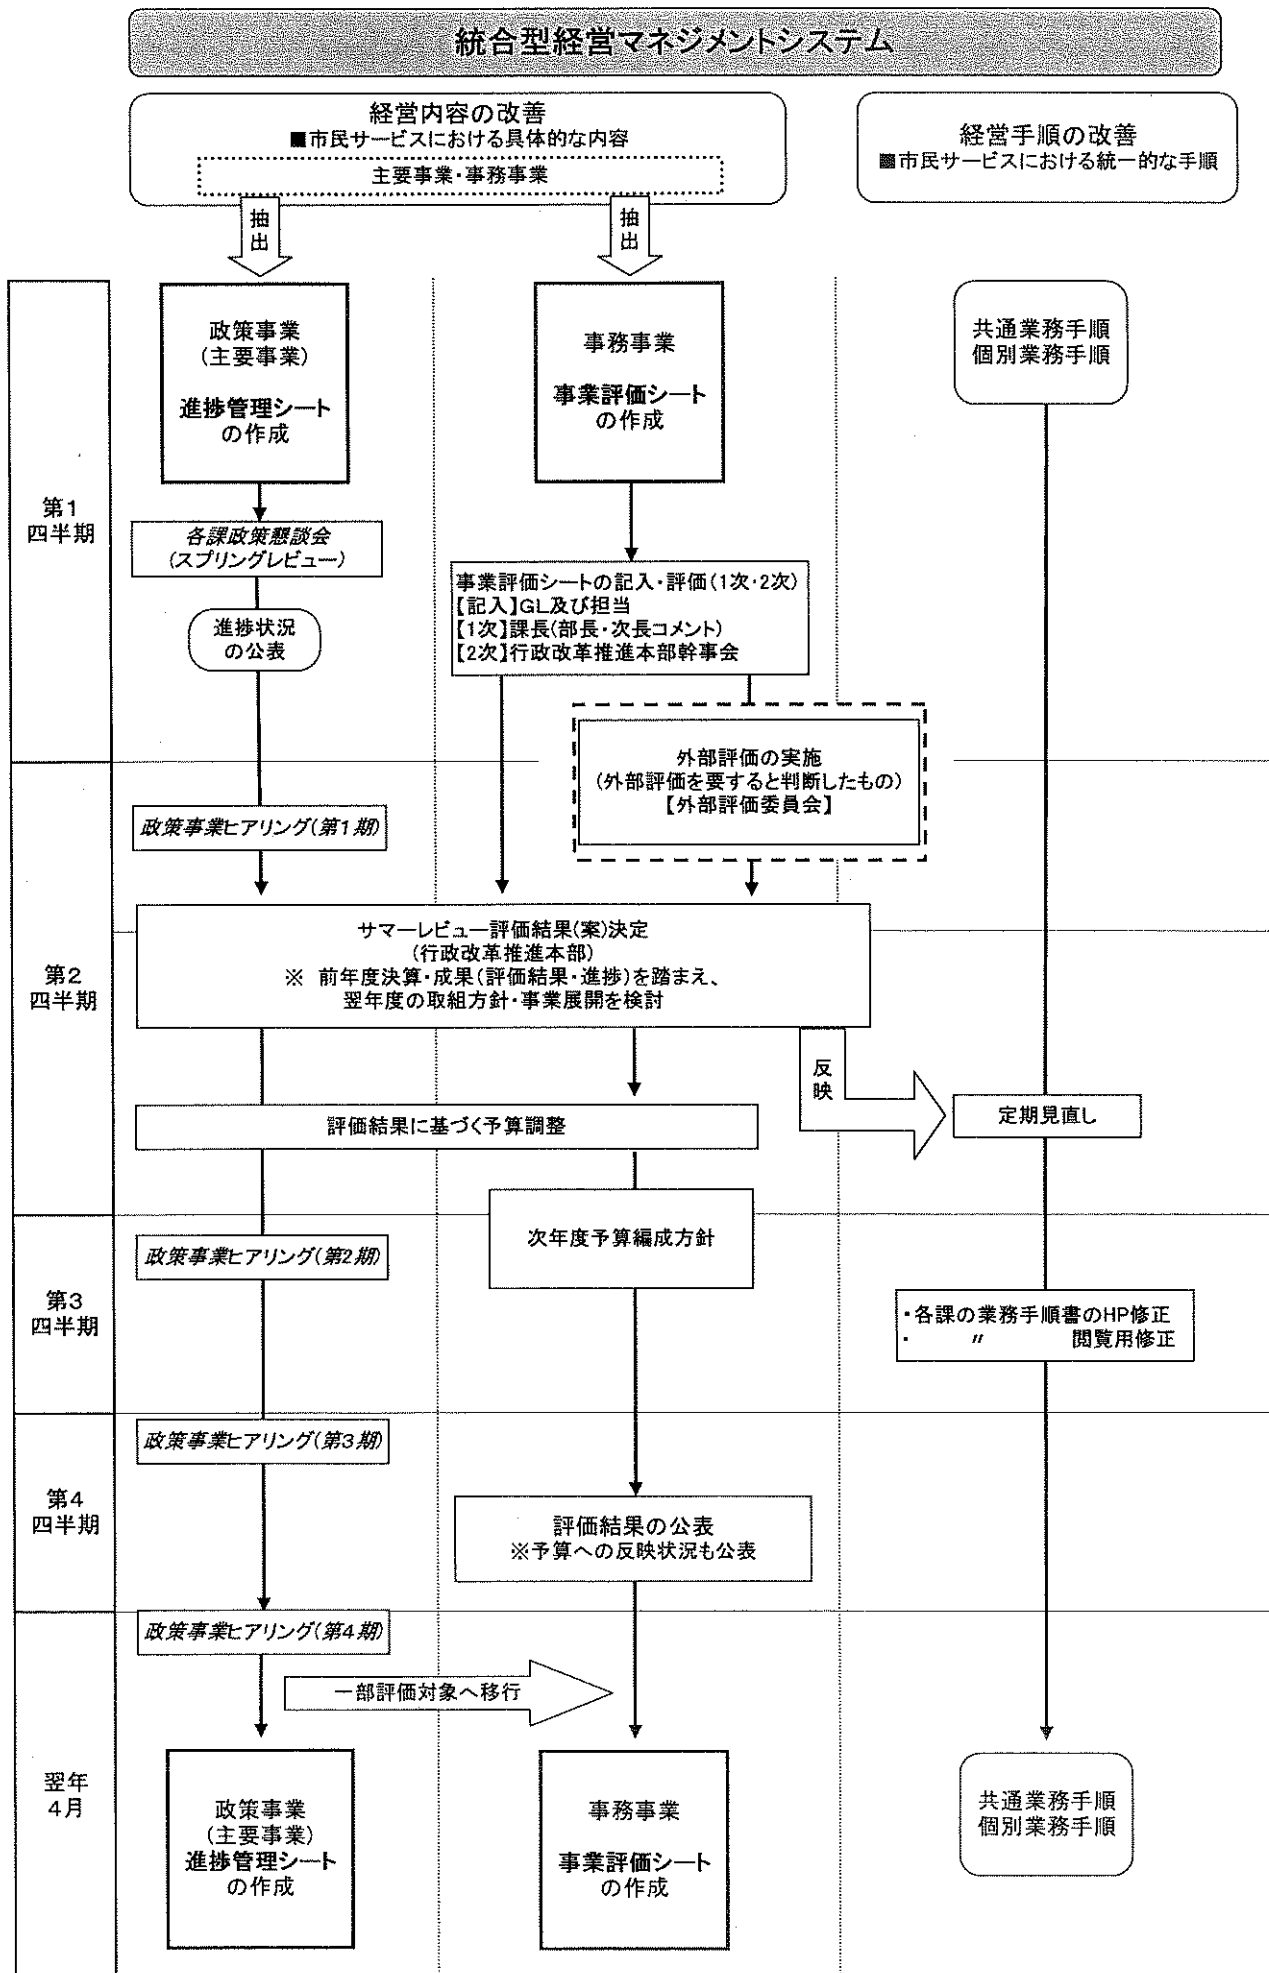 統合型経営マネジメントシステム
経営内容の改善
■市民サービスにおける具体的な内容
主要事業・事務事業
経営手順の改善
■市民サービスにおける統一的な手順
抽出
抽出
第1
四半期
政策事業
(主要事業)
進捗管理シート
の作成
事務事業
事業評価シート
の作成
共通業務手順
個別業務手順
各課政策懇談会
(スプリングレビュー)
進捗状況
の公表
事業評価シートの記入・評価(1次・2次)
【記入】GL及び担当
【1次】課長(部長・次長コメント)
【2次】行政改革推進本部幹事会
外部評価の実施
(外部評価を要すると判断したもの)
【外部評価委員会】
第2
四半期
政策事業ヒアリング(第1期)
サマーレビュー評価結果(案)決定
(行政改革推進本部)
※ 前年度決算・成果(評価結果・進捗)を踏まえ、
翌年度の取組方針・事業展開を検討
反映
評価結果に基づく予算調整
定期見直し
第3
四半期
政策事業ヒアリング(第2期)
次年度予算編成方針
・各課の業務手順書のHP修正
・ 〃 閲覧用修正
第4
四半期
政策事業ヒアリング(第3期)
評価結果の公表
※予算への反映状況も公表
翌年
4月
政策事業ヒアリング(第4期)
一部評価対象へ移行
政策事業
(主要事業)
進捗管理シート
の作成
事務事業
事業評価シート
の作成
共通業務手順
個別業務手順